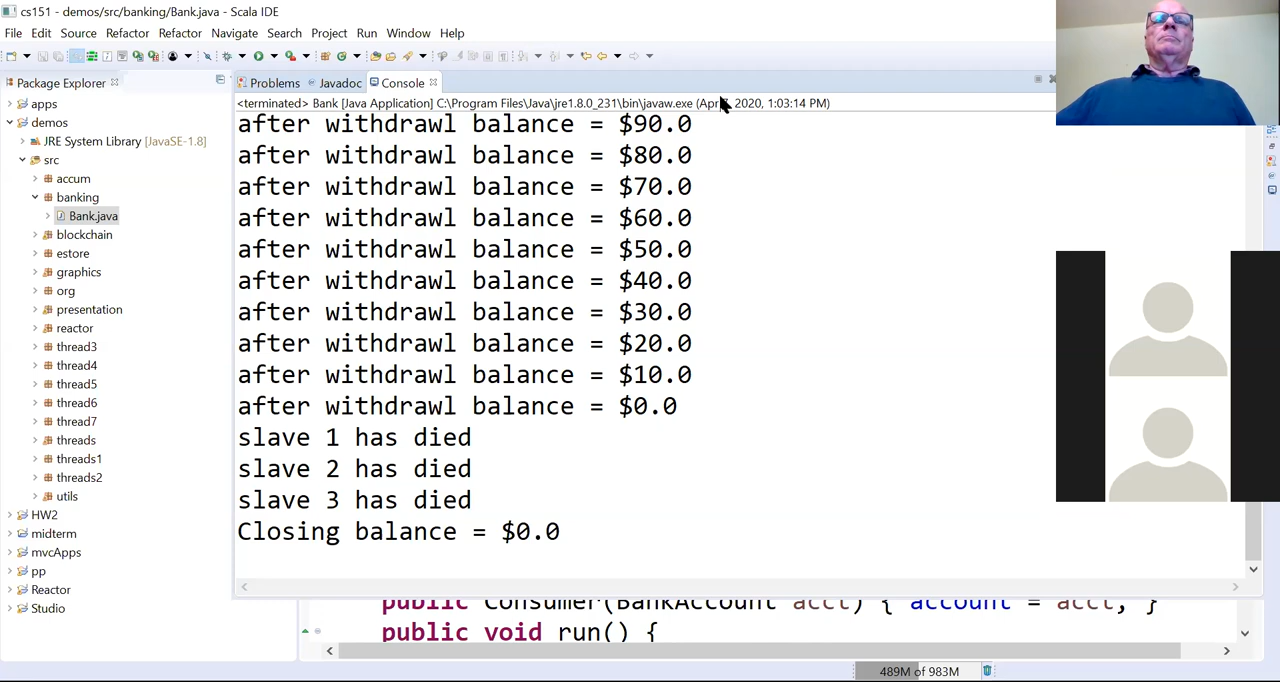 cs151 - demos/src/banking/Bank.java - Scala IDE
File Edit Source Refactor Refactor Navigate Search Project Run Window Help
Package Explorer
Problems Javadoc Console
<terminated> Bank [Java Application] C:\Program Files\Java\jre1.8.0_231\bin\javaw.exe (Apr 2020, 1:03:14 PM)
apps
demos
JRE System Library [JavaSE-1.8]
src
accum
banking
Bank.java
blockchain
estore
graphics
org
presentation
reactor
thread3
thread4
thread5
thread6
thread7
threads
threads1
threads2
utils
HW2
midterm
mvcApps
pp
Reactor
Studio
after withdrawl balance = $90.0
after withdrawl balance = $80.0
after withdrawl balance = $70.0
after withdrawl balance = $60.0
after withdrawl balance = $50.0
after withdrawl balance = $40.0
after withdrawl balance = $30.0
after withdrawl balance = $20.0
after withdrawl balance = $10.0
after withdrawl balance = $0.0
slave 1 has died
slave 2 has died
slave 3 has died
Closing balance = $0.0
public Consumer(BankAccount acct) { account = acct; }
public void run() {
489M of 983M